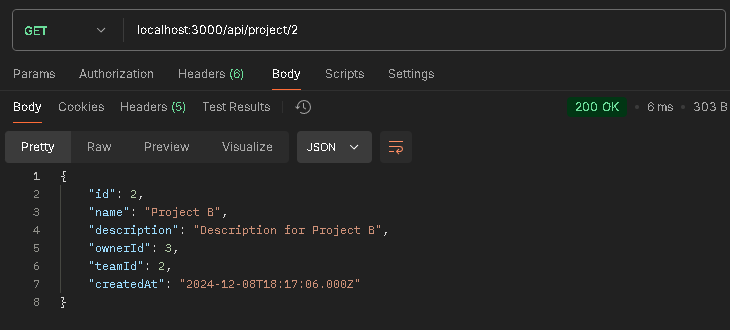 GET localhost:3000/api/project/2
Params Authorization Headers (6) Body Scripts Settings
Body Cookies Headers (5) Test Results 200 OK • 6 ms • 303 B
Pretty Raw Preview Visualize JSON
1 {
2 "id": 2,
3 "name": "Project B",
4 "description": "Description for Project B",
5 "ownerId": 3,
6 "teamId": 2,
7 "createdAt": "2024-12-08T18:17:06.000Z"
8 }